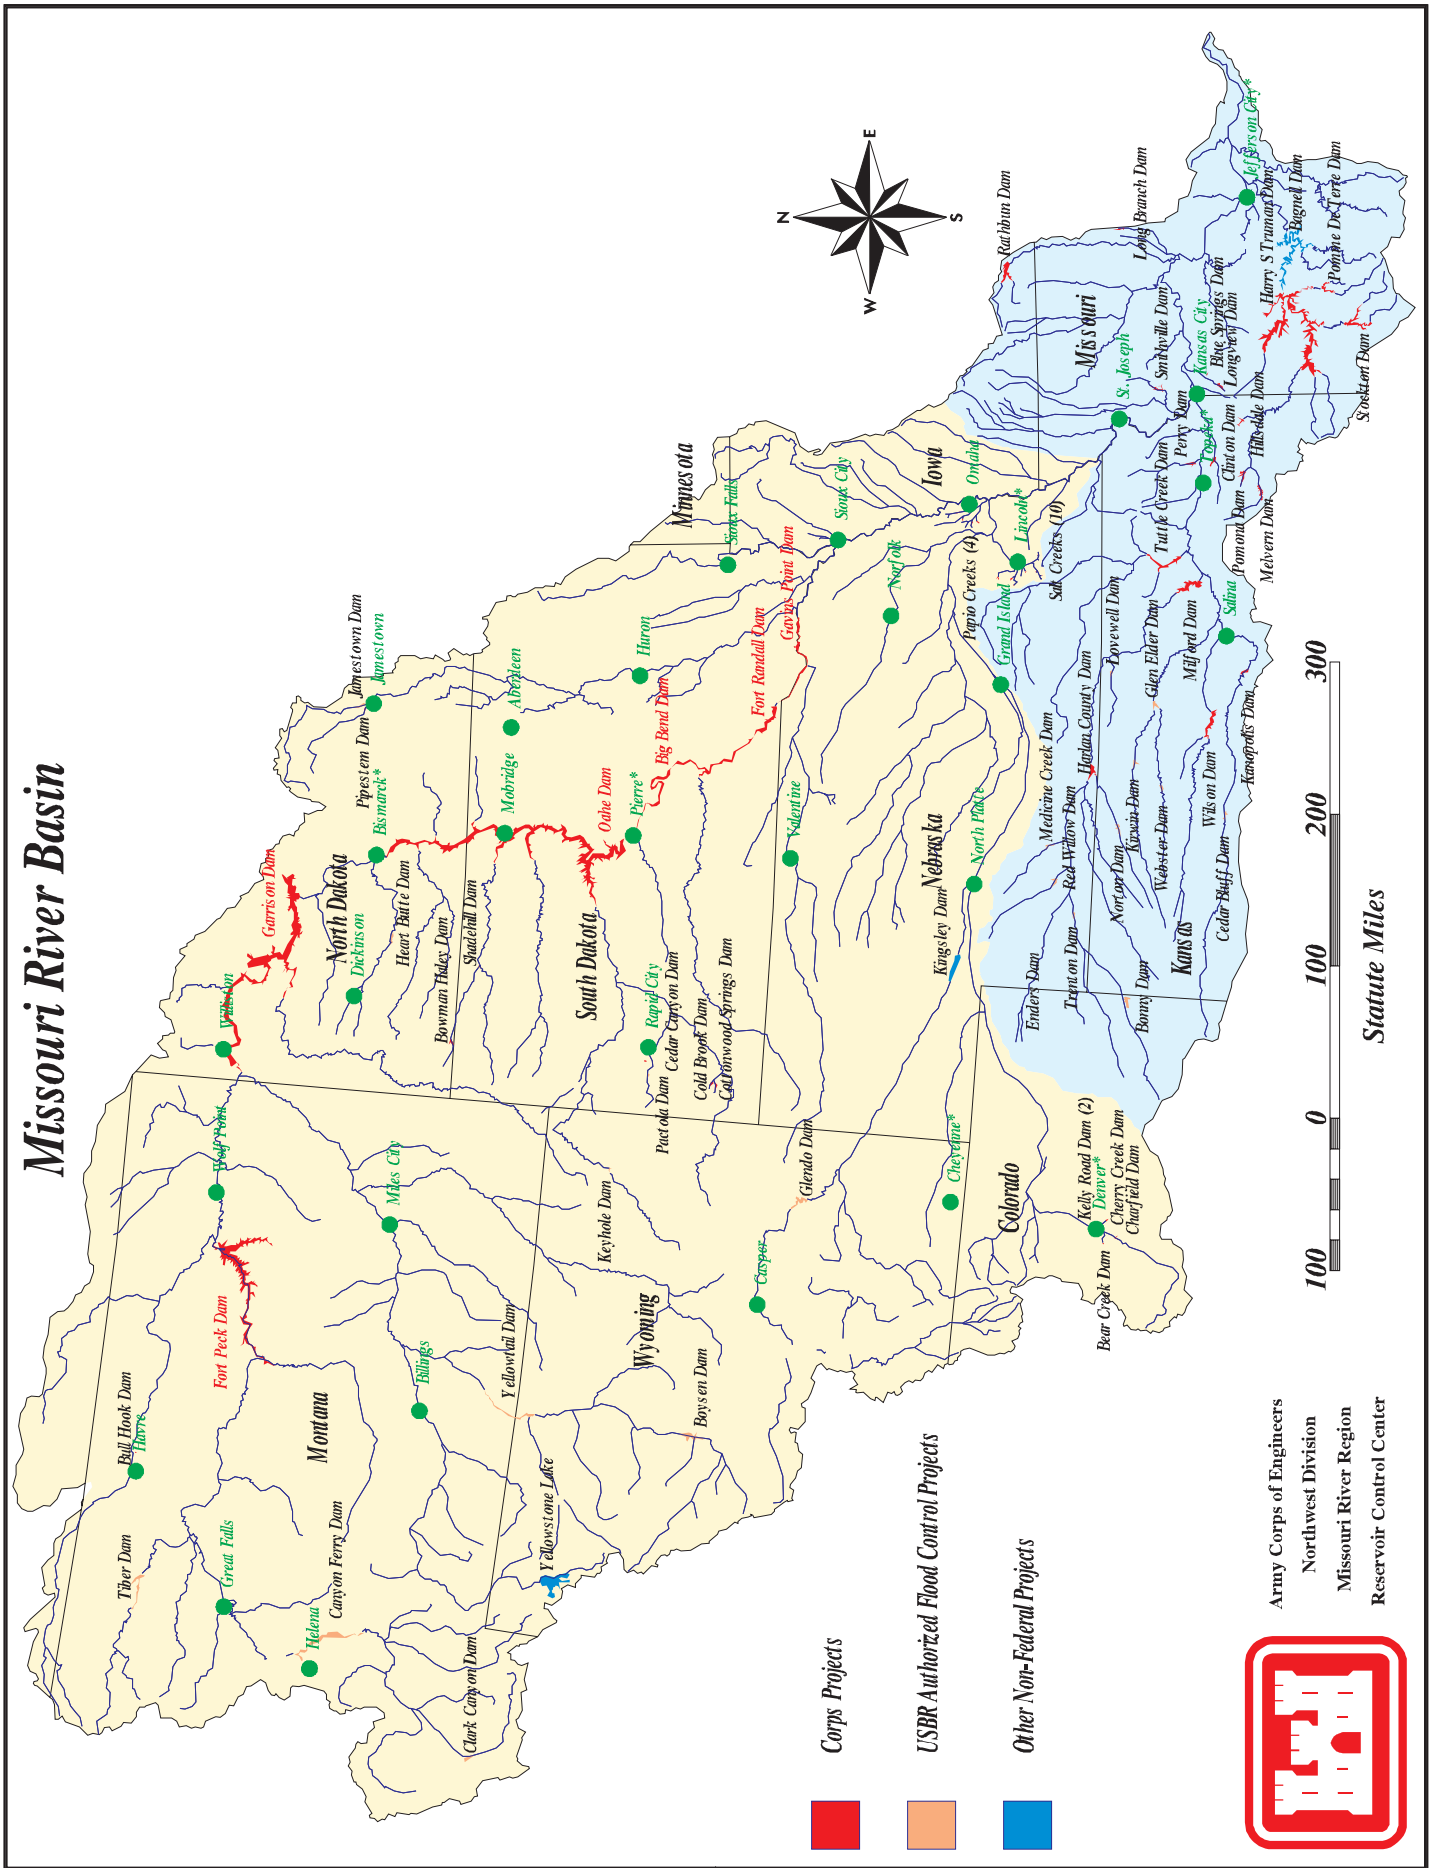 Missouri River Basin
N
E
S
W
Tiber Dam
Bull Hook Dam
Havre
Great Falls
Helena
Canyon Ferry Dam
Montana
Fort Peck Dam
Wolf Point
Miles City
Billings
Clark Canyon Dam
Yellowstone Lake
Yellowtail Dam
Boysen Dam
Wyoming
Keyhole Dam
Casper
Glendo Dam
Cheyenne*
Williston
Garrison Dam
North Dakota
Dickinson
Bismarck*
Pipestem Dam
Jamestown Dam
Jamestown
Heart Butte Dam
Bowman Haley Dam
Shadehill Dam
Mobridge
Aberdeen
South Dakota
Oahe Dam
Pierre*
Huron
Big Bend Dam
Rapid City
Pactola Dam
Cedar Canyon Dam
Cold Brook Dam
Cottonwood Springs Dam
Fort Randall Dam
Gavins Point Dam
Minnesota
Sioux Falls
Sioux City
Iowa
Valentine
Norfolk
Omaha
Papio Creeks (4)
Lincoln*
Salt Creeks (10)
Grand Island
Nebraska
North Platte
Kingsley Dam
Colorado
Kelly Road Dam (2)
Denver*
Cherry Creek Dam
Charfield Dam
Bear Creek Dam
Enders Dam
Trenton Dam
Bonny Dam
Medicine Creek Dam
Red Willow Dam
Harlan County Dam
Norton Dam
Kirwin Dam
Webster Dam
Kansas
Cedar Bluff Dam
Wilson Dam
Kanopolis Dam
Lovewell Dam
Glen Elder Dam
Milford Dam
Salina
Tuttle Creek Dam
Perry Dam
Topeka*
Clinton Dam
Pomona Dam
Melvern Dam
Hillsdale Dam
Rathbun Dam
Missouri
St. Joseph
Smithville Dam
Long Branch Dam
Kansas City
Blue Springs Dam
Longview Dam
Harry S Truman Dam
Bagnell Dam
Jefferson City*
Pomme De Terre Dam
Stockton Dam
100 0 100 200 300
Statute Miles
Corps Projects
USBR Authorized Flood Control Projects
Other Non-Federal Projects
Army Corps of Engineers
Northwest Division
Missouri River Region
Reservoir Control Center